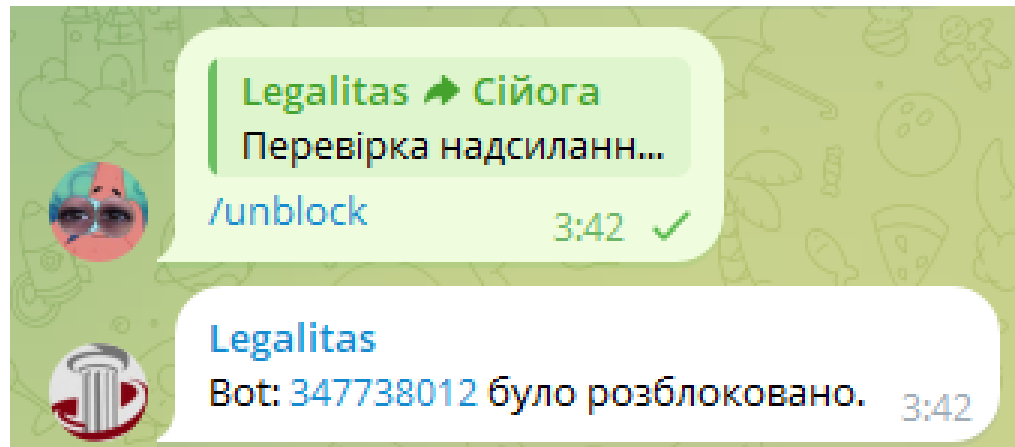 Legalitas Сійога
Перевірка надсиланн...
/unblock
3:42
Legalitas
Bot: 347738012 було розблоковано.
3:42